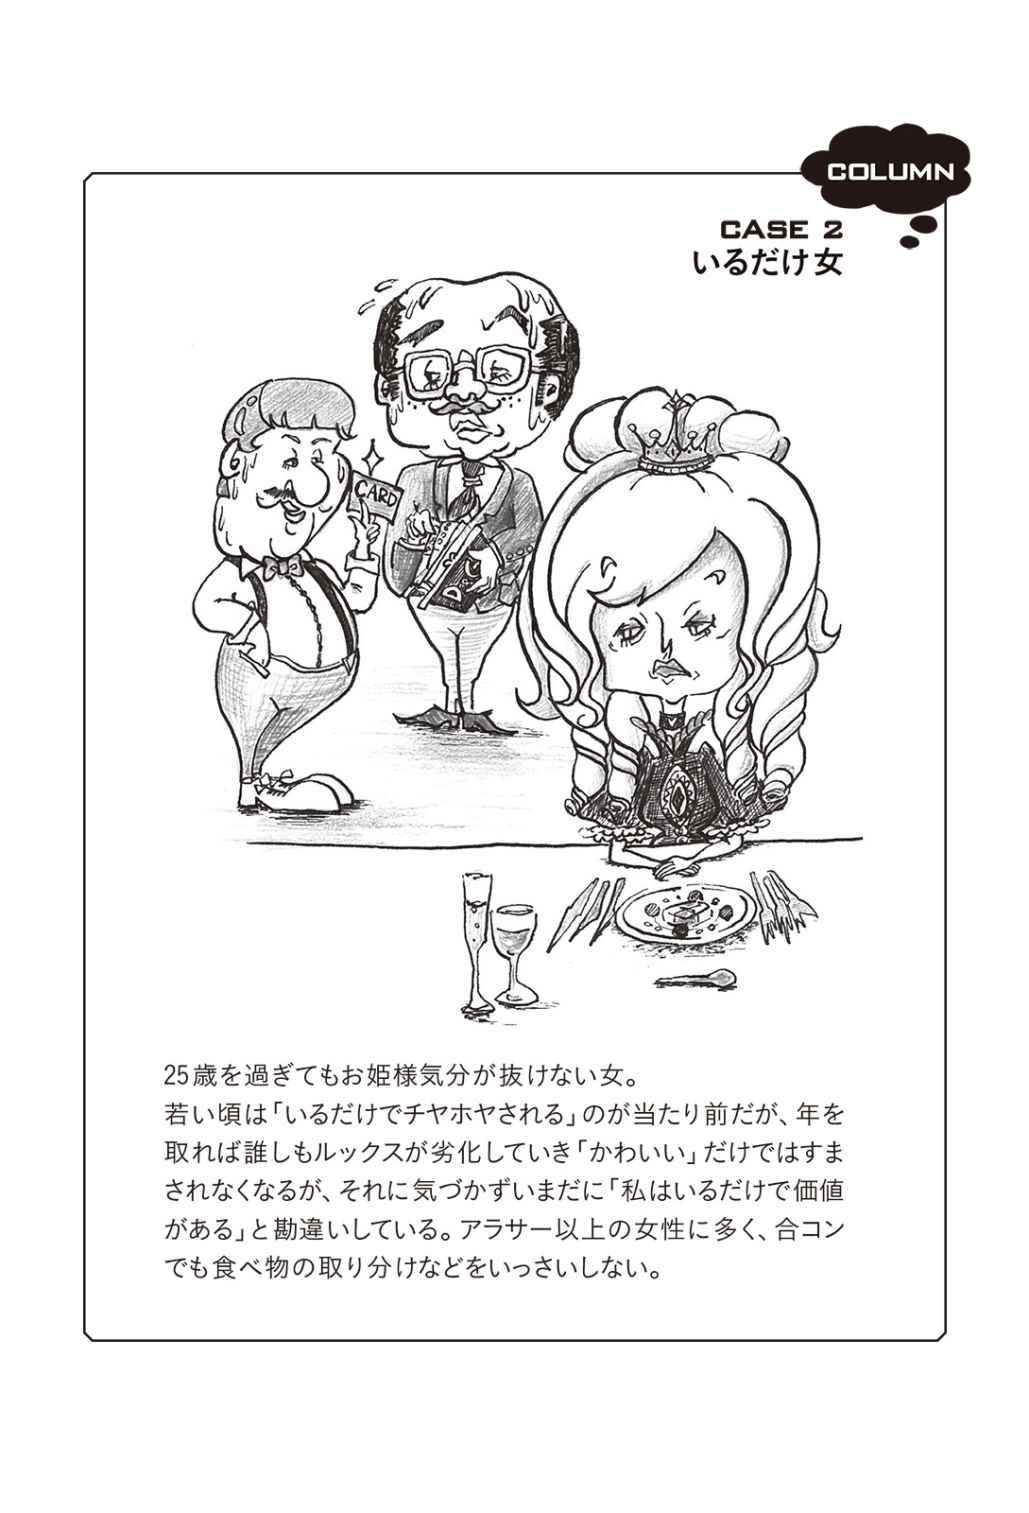 COLUMN
CASE 2
いるだけ女
CARD
25歳を過ぎてもお姫様気分が抜けない女。
若い頃は「いるだけでチヤホヤされる」のが当たり前だが、年を
取れば誰しもルックスが劣化していき「かわいい」だけではすま
されなくなるが、それに気づかずいまだに「私はいるだけで価値
がある」と勘違いしている。アラサー以上の女性に多く、合コン
でも食べ物の取り分けなどをいっさいしない。